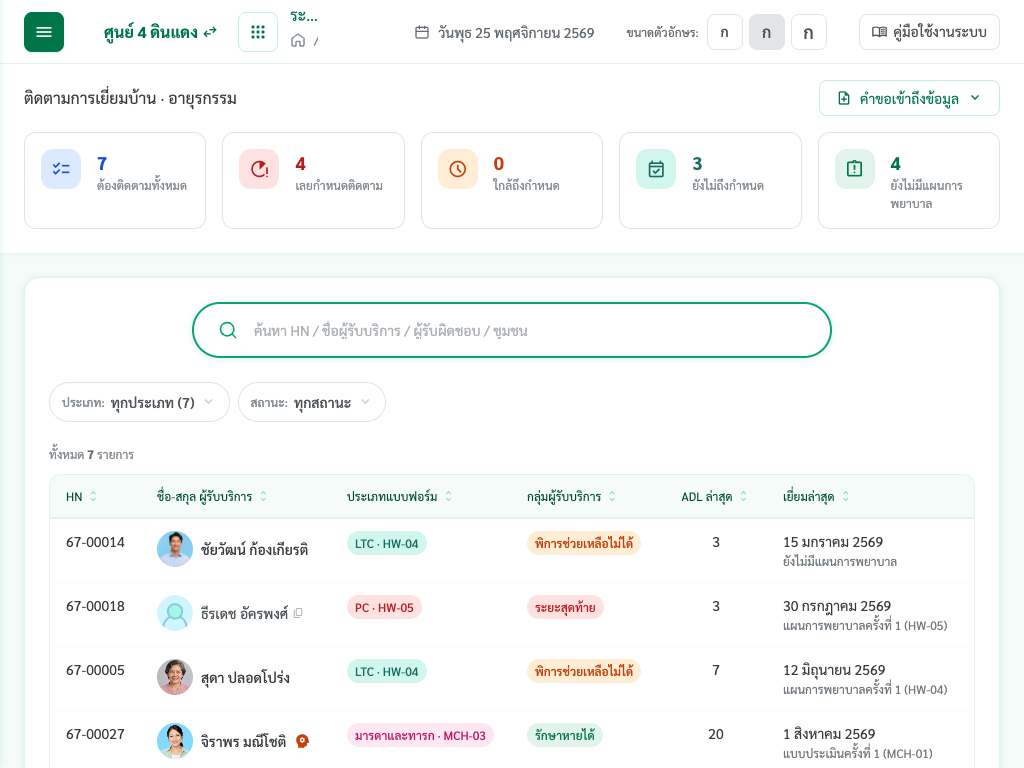 ศูนย์ 4 ดินแดง
ระ...
/
วันพุธ 25 พฤศจิกายน 2569
ขนาดตัวอักษร:
ก
ก
ก
คู่มือใช้งานระบบ
ติดตามการเยี่ยมบ้าน · อายุรกรรม
คำขอเข้าถึงข้อมูล
7
ต้องติดตามทั้งหมด
4
เลยกำหนดติดตาม
0
ใกล้ถึงกำหนด
3
ยังไม่ถึงกำหนด
4
ยังไม่มีแผนการ
พยาบาล
ค้นหา HN / ชื่อผู้รับบริการ / ผู้รับผิดชอบ / ชุมชน
ประเภท: ทุกประเภท (7)
สถานะ: ทุกสถานะ
ทั้งหมด 7 รายการ
HN ชื่อ-สกุล ผู้รับบริการ ประเภทแบบฟอร์ม กลุ่มผู้รับบริการ ADL ล่าสุด เยี่ยมล่าสุด
67-00014 ชัยวัฒน์ ก้องเกียรติ LTC · HW-04 พิการช่วยเหลือไม่ได้ 3 15 มกราคม 2569
ยังไม่มีแผนการพยาบาล
67-00018 ธีรเดช อัครพงศ์ PC · HW-05 ระยะสุดท้าย 3 30 กรกฎาคม 2569
แผนการพยาบาลครั้งที่ 1 (HW-05)
67-00005 สุดา ปลอดโปร่ง LTC · HW-04 พิการช่วยเหลือไม่ได้ 7 12 มิถุนายน 2569
แผนการพยาบาลครั้งที่ 1 (HW-04)
67-00027 จิราพร มณีโชติ มารดาและทารก · MCH-03 รักษาหายได้ 20 1 สิงหาคม 2569
แบบประเมินครั้งที่ 1 (MCH-01)